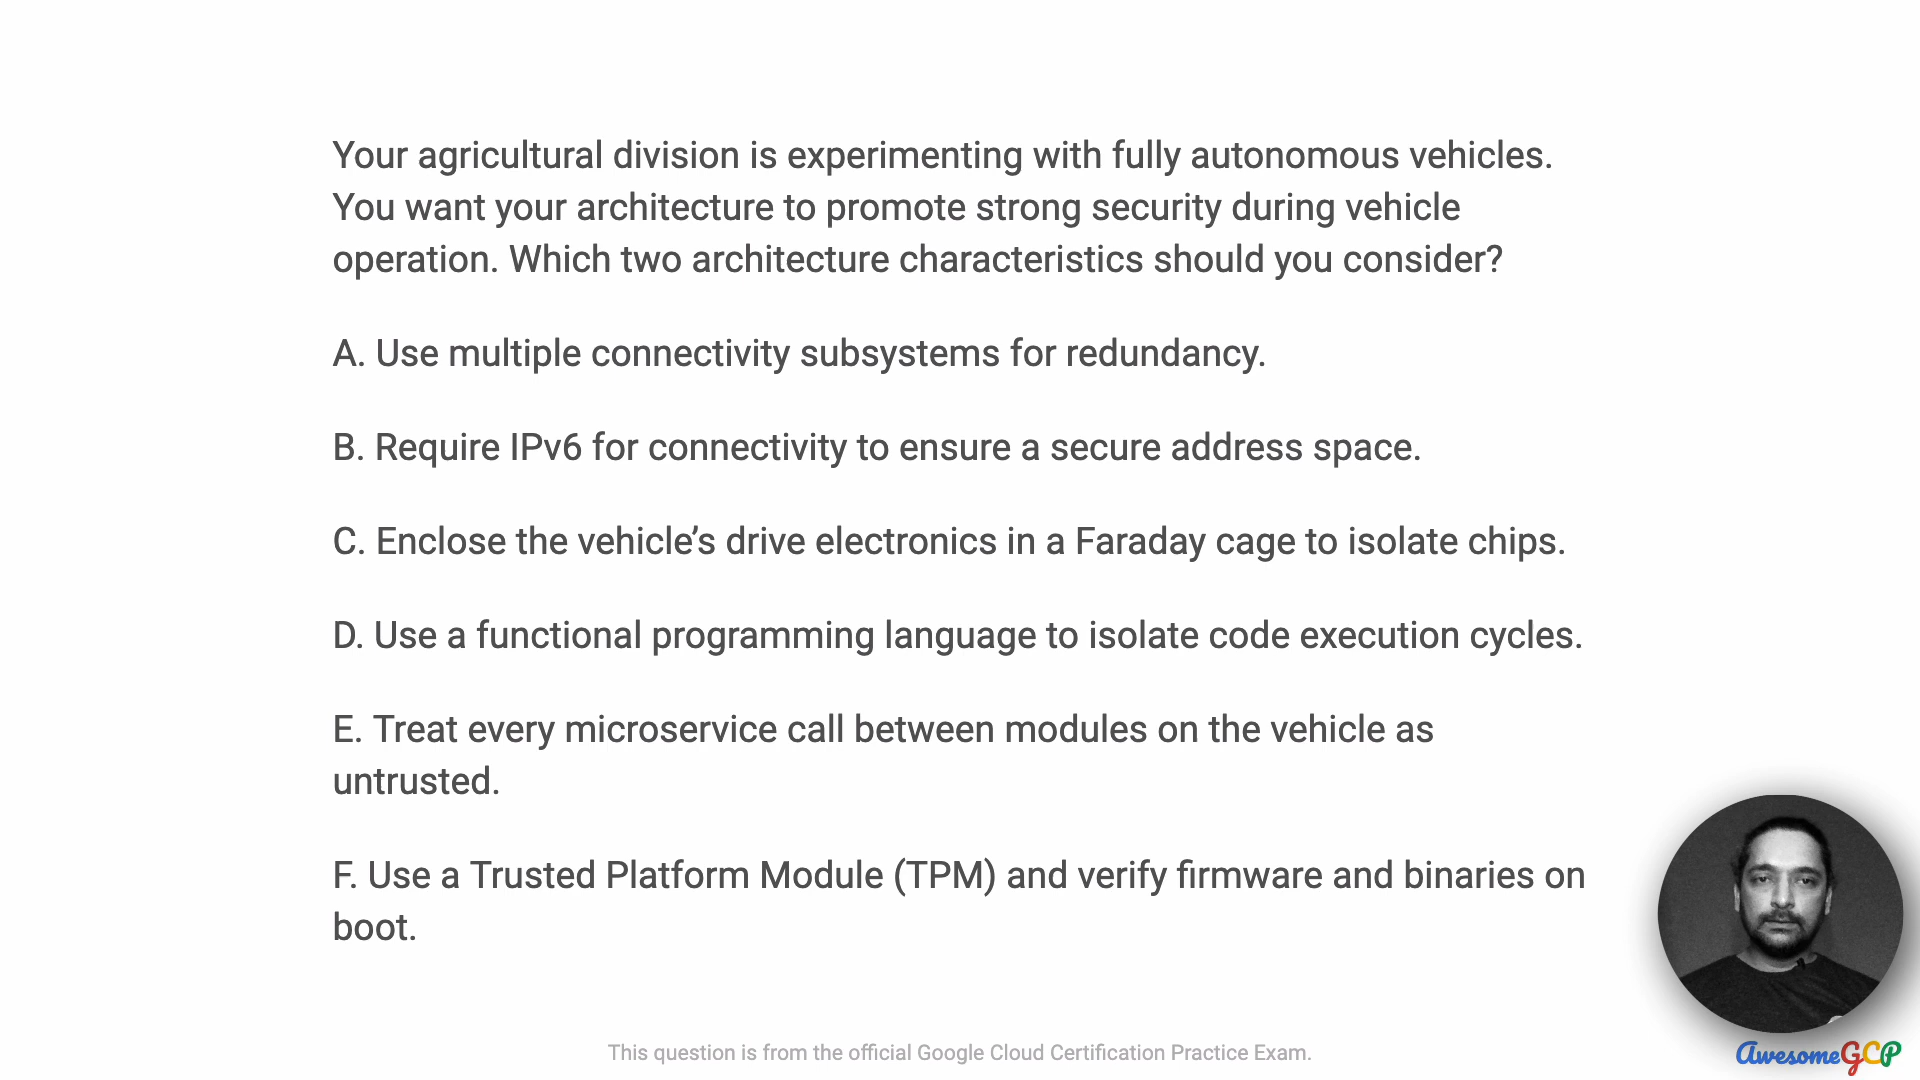 Your agricultural division is experimenting with fully autonomous vehicles.
You want your architecture to promote strong security during vehicle
operation. Which two architecture characteristics should you consider?
A. Use multiple connectivity subsystems for redundancy.
B. Require IPv6 for connectivity to ensure a secure address space.
C. Enclose the vehicle’s drive electronics in a Faraday cage to isolate chips.
D. Use a functional programming language to isolate code execution cycles.
E. Treat every microservice call between modules on the vehicle as
untrusted.
F. Use a Trusted Platform Module (TPM) and verify firmware and binaries on
boot.
This question is from the official Google Cloud Certification Practice Exam.
AwesomeGCP